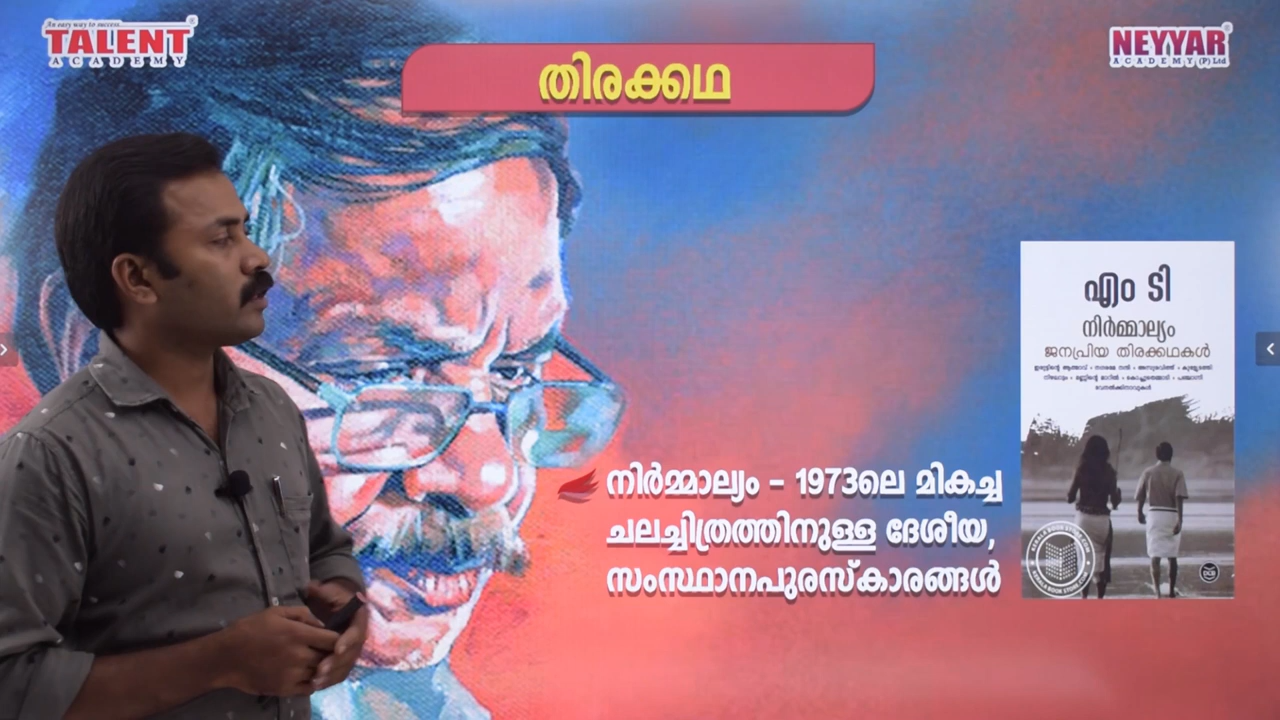 An easy way to success...
TALENT
ACADEMY
NEYYAR
ACADEMY (P) Ltd
തിരക്കഥ
എം ടി
നിർമ്മാല്യം
ജനപ്രിയ തിരക്കഥകൾ
നിർമ്മാല്യം - 1973ലെ മികച്ച
ചലച്ചിത്രത്തിനുള്ള ദേശീയ,
സംസ്ഥാനപുരസ്കാരങ്ങൾ